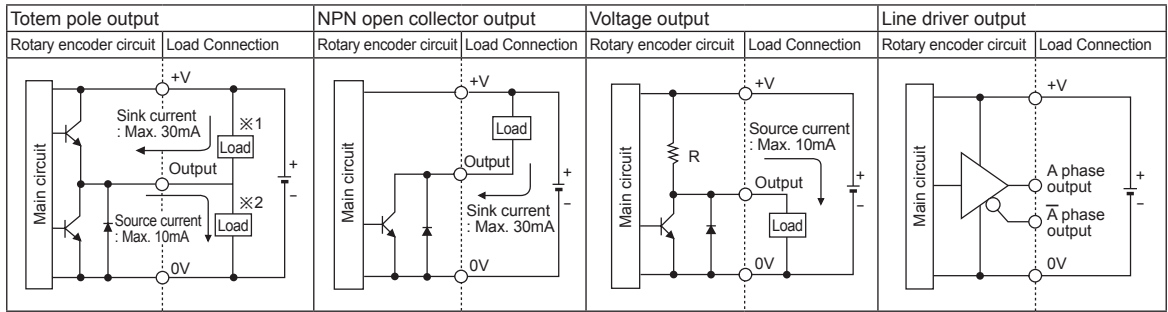 Totem pole output
Rotary encoder circuit Load Connection
Main circuit
+V
Sink current
: Max. 30mA
※1
Load
Output
+
−
※2
Load
Source current
: Max. 10mA
0V
NPN open collector output
Rotary encoder circuit Load Connection
Main circuit
+V
Load
Output
+
−
Sink current
: Max. 30mA
0V
Voltage output
Rotary encoder circuit Load Connection
Main circuit
+V
Source current
: Max. 10mA
R
Output
+
−
Load
0V
Line driver output
Rotary encoder circuit Load Connection
Main circuit
+V
A phase
output
+
−
A̅ phase
output
0V